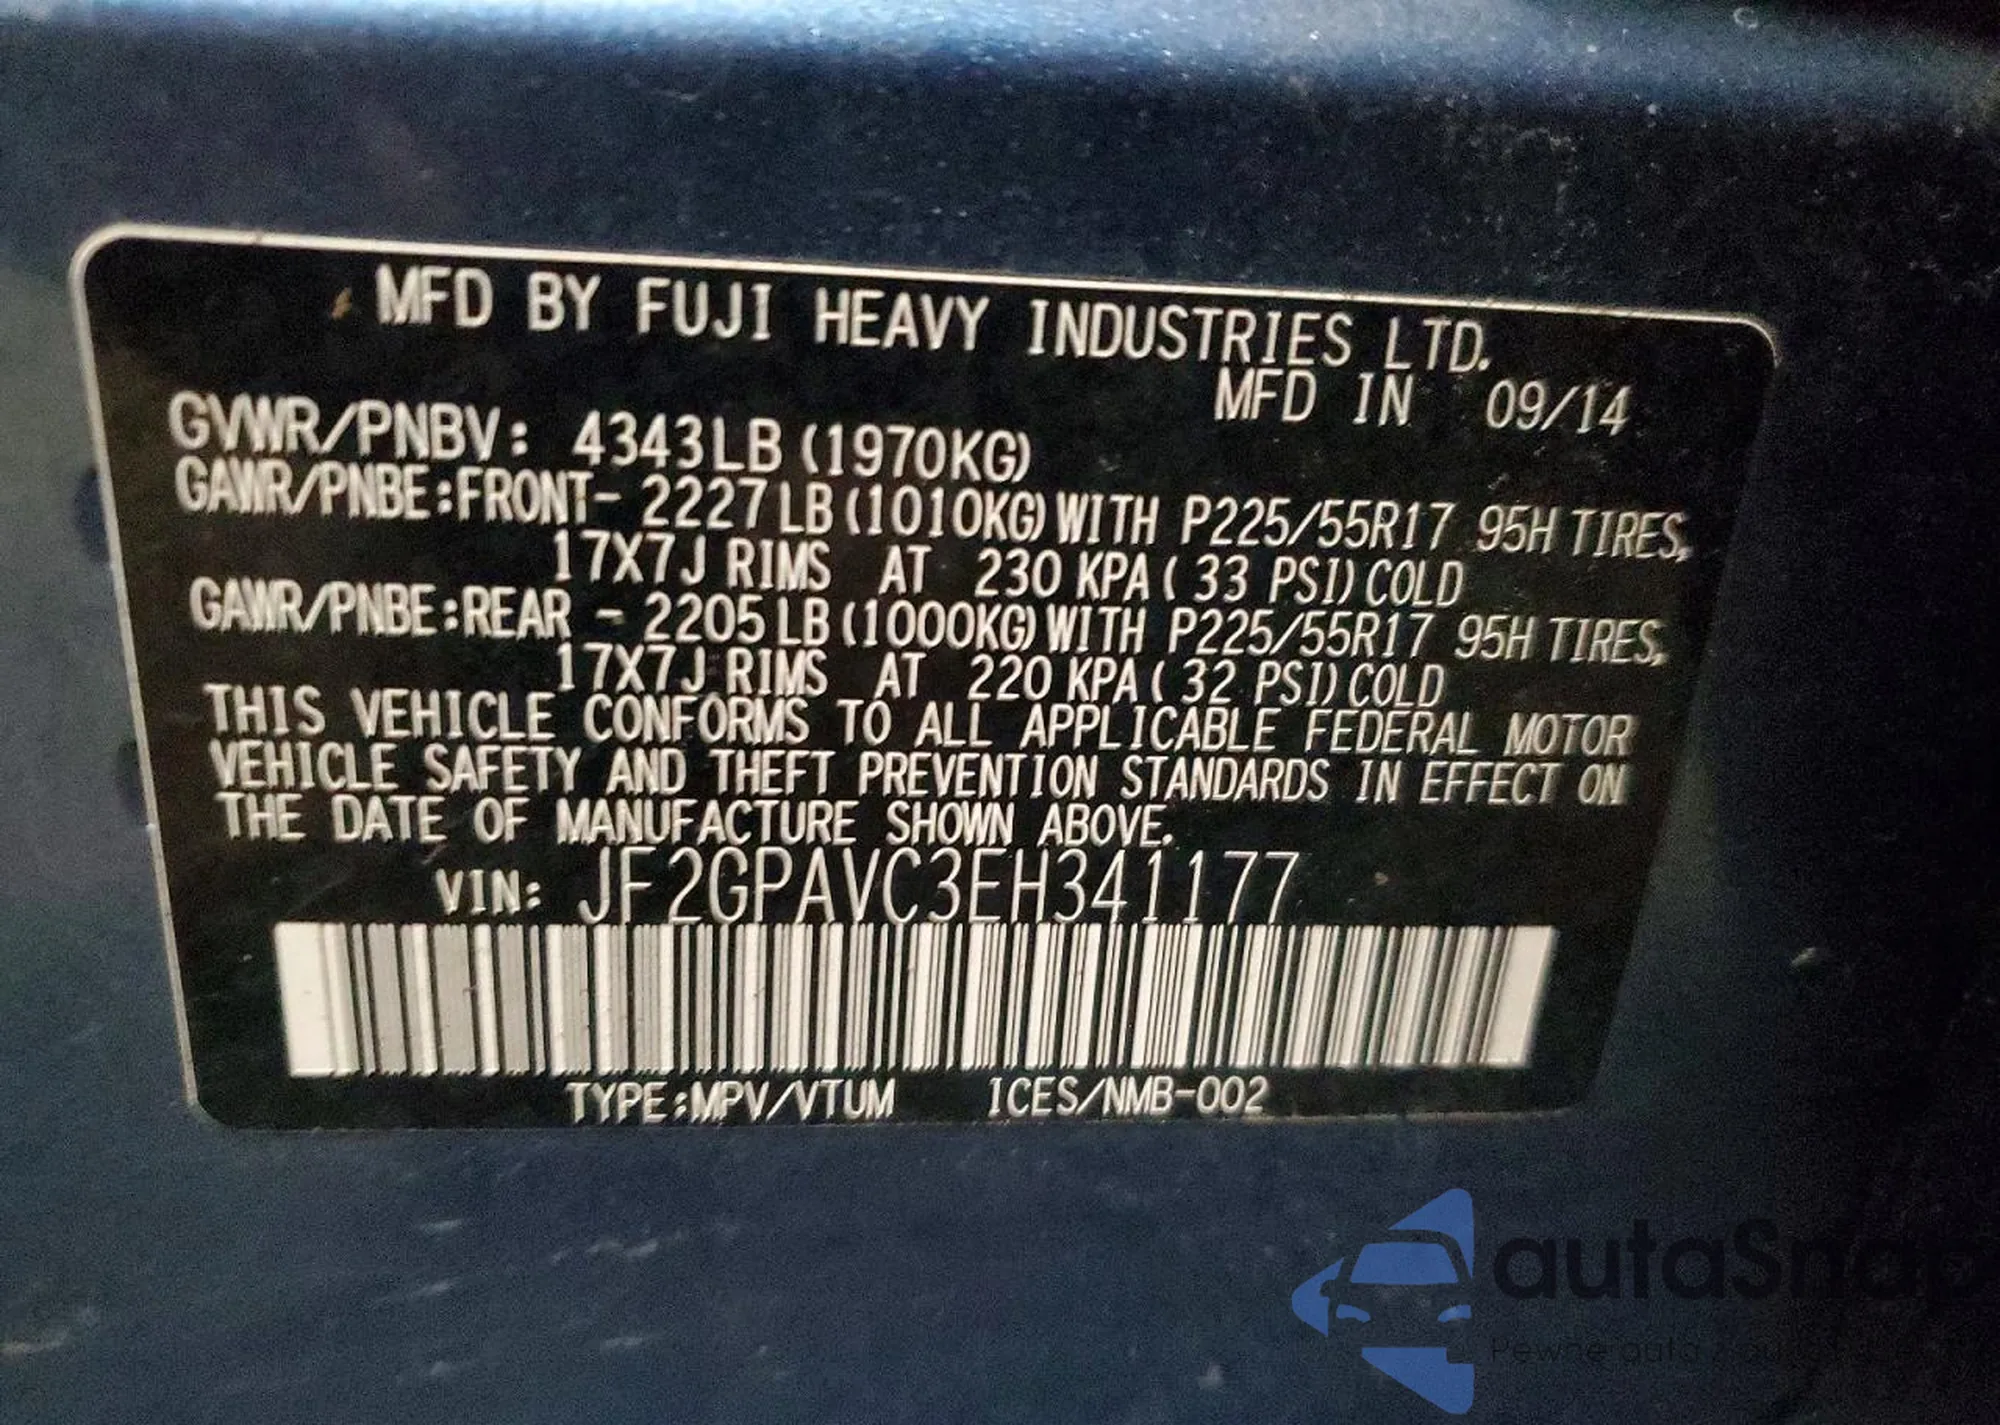 MFD BY FUJI HEAVY INDUSTRIES LTD.
MFD IN 09/14
GVWR/PNBV: 4343LB (1970KG)
GAWR/PNBE:FRONT- 2227LB (1010KG) WITH P225/55R17 95H TIRES,
17X7J RIMS AT 230 KPA ( 33 PSI) COLD
GAWR/PNBE:REAR - 2205LB (1000KG) WITH P225/55R17 95H TIRES,
17X7J RIMS AT 220 KPA ( 32 PSI) COLD
THIS VEHICLE CONFORMS TO ALL APPLICABLE FEDERAL MOTOR
VEHICLE SAFETY AND THEFT PREVENTION STANDARDS IN EFFECT ON
THE DATE OF MANUFACTURE SHOWN ABOVE.
VIN: JF2GPAVC3EH341177
TYPE:MPV/VTUM ICES/NMB-002
autaSnap
Pewne auta